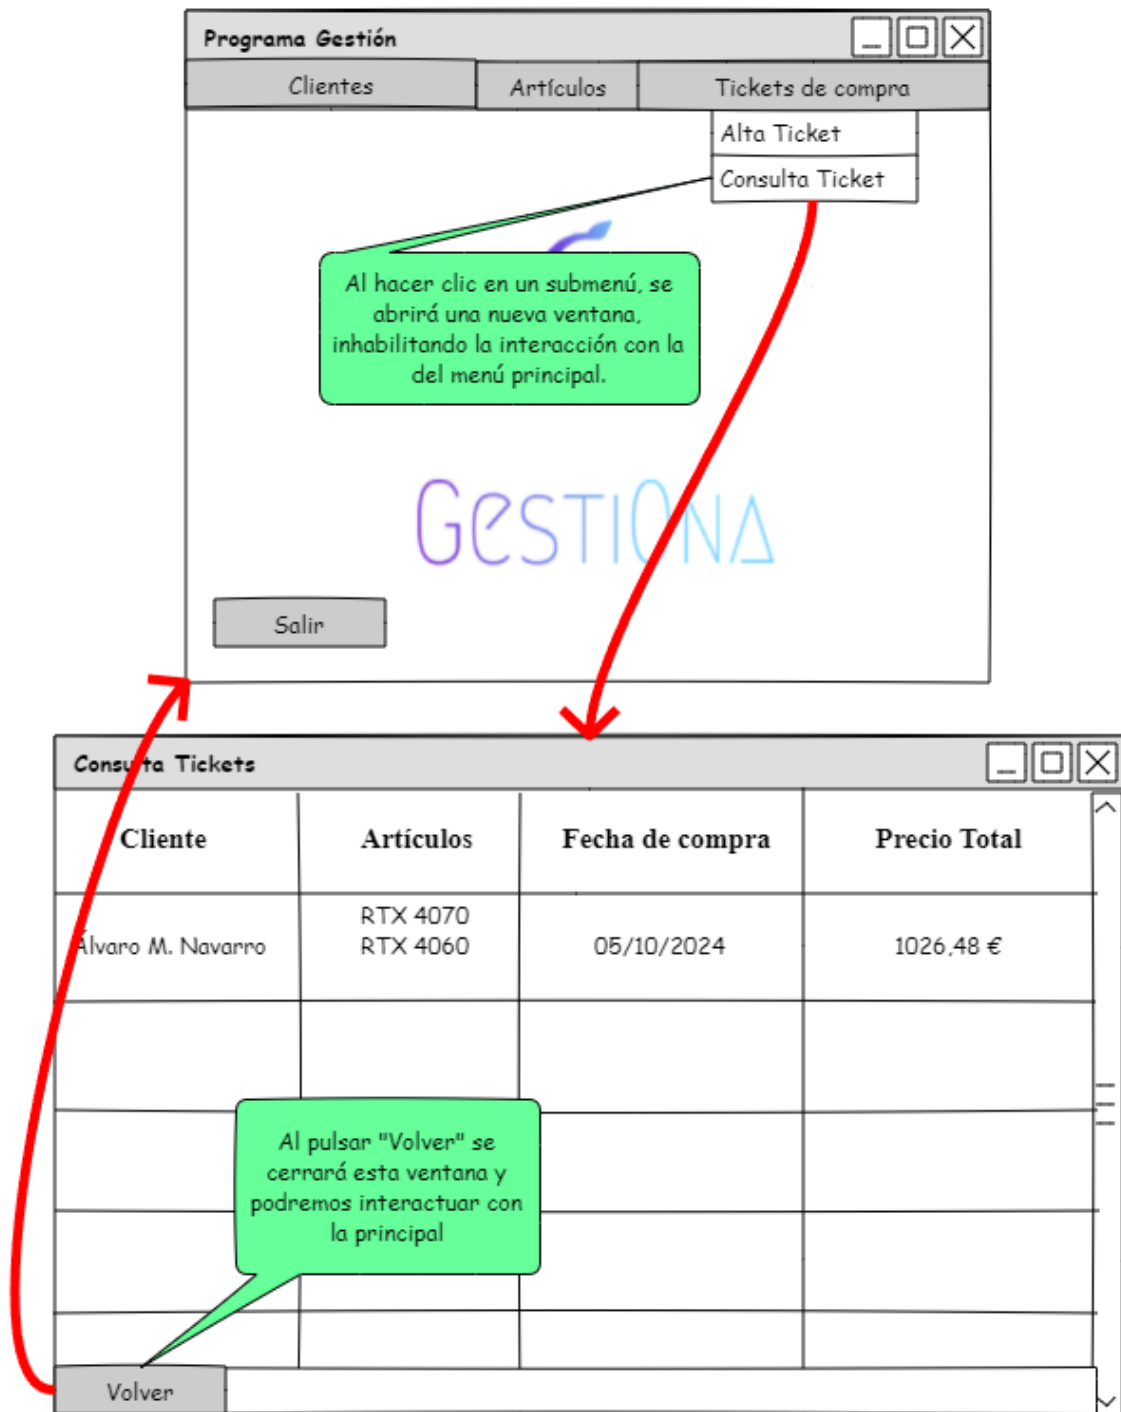 Programa Gestión
Clientes
Artículos
Tickets de compra
Alta Ticket
Consulta Ticket
Al hacer clic en un submenú, se
abrirá una nueva ventana,
inhabilitando la interacción con la
del menú principal.
GestiOna
Salir
Consulta Tickets
Cliente
Artículos
Fecha de compra
Precio Total
RTX 4070
Álvaro M. Navarro
RTX 4060
05/10/2024
1026,48 €
Al pulsar "Volver" se
cerrará esta ventana y
podremos interactuar con
la principal
Volver